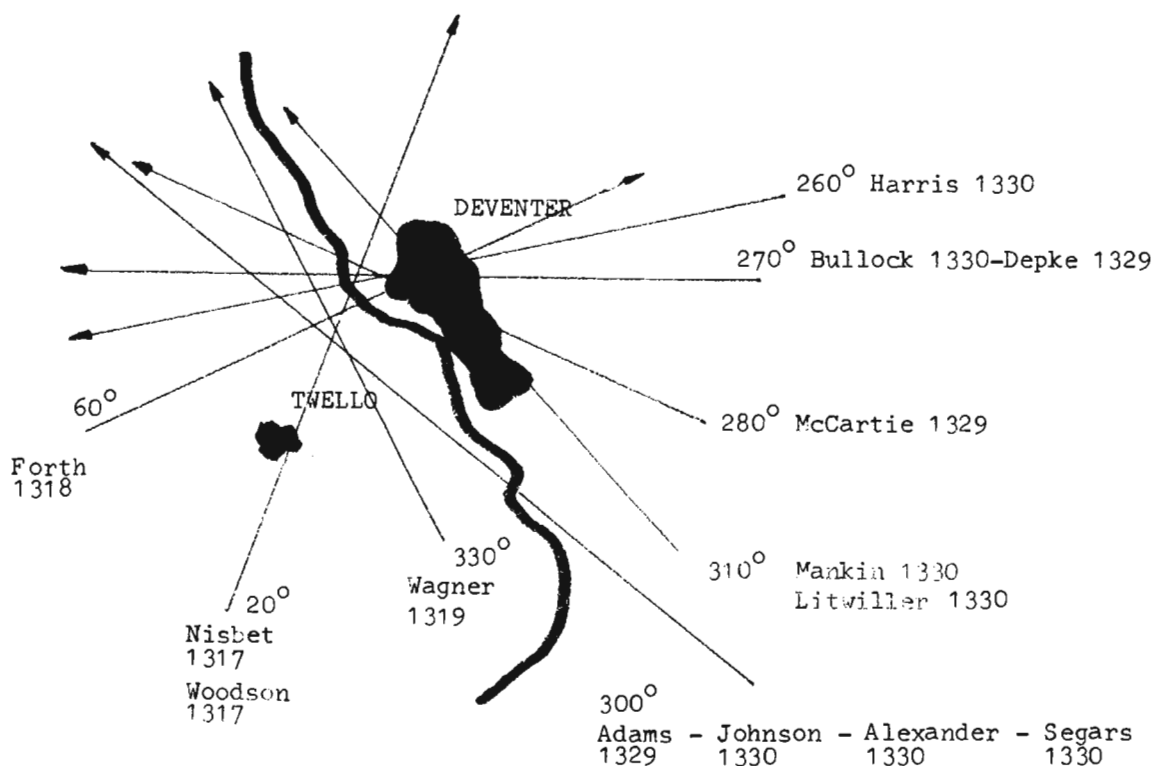 260° Harris 1330
DEVENTER
270° Bullock 1330-Depke 1329
60°
TWELLO
280° McCartie 1329
Forth
1318
330°
Wagner
1319
310° Mankin 1330
Litwiller 1330
20°
Nisbet
1317
Woodson
1317
300°
Adams - Johnson - Alexander - Segars
1329 1330 1330 1330